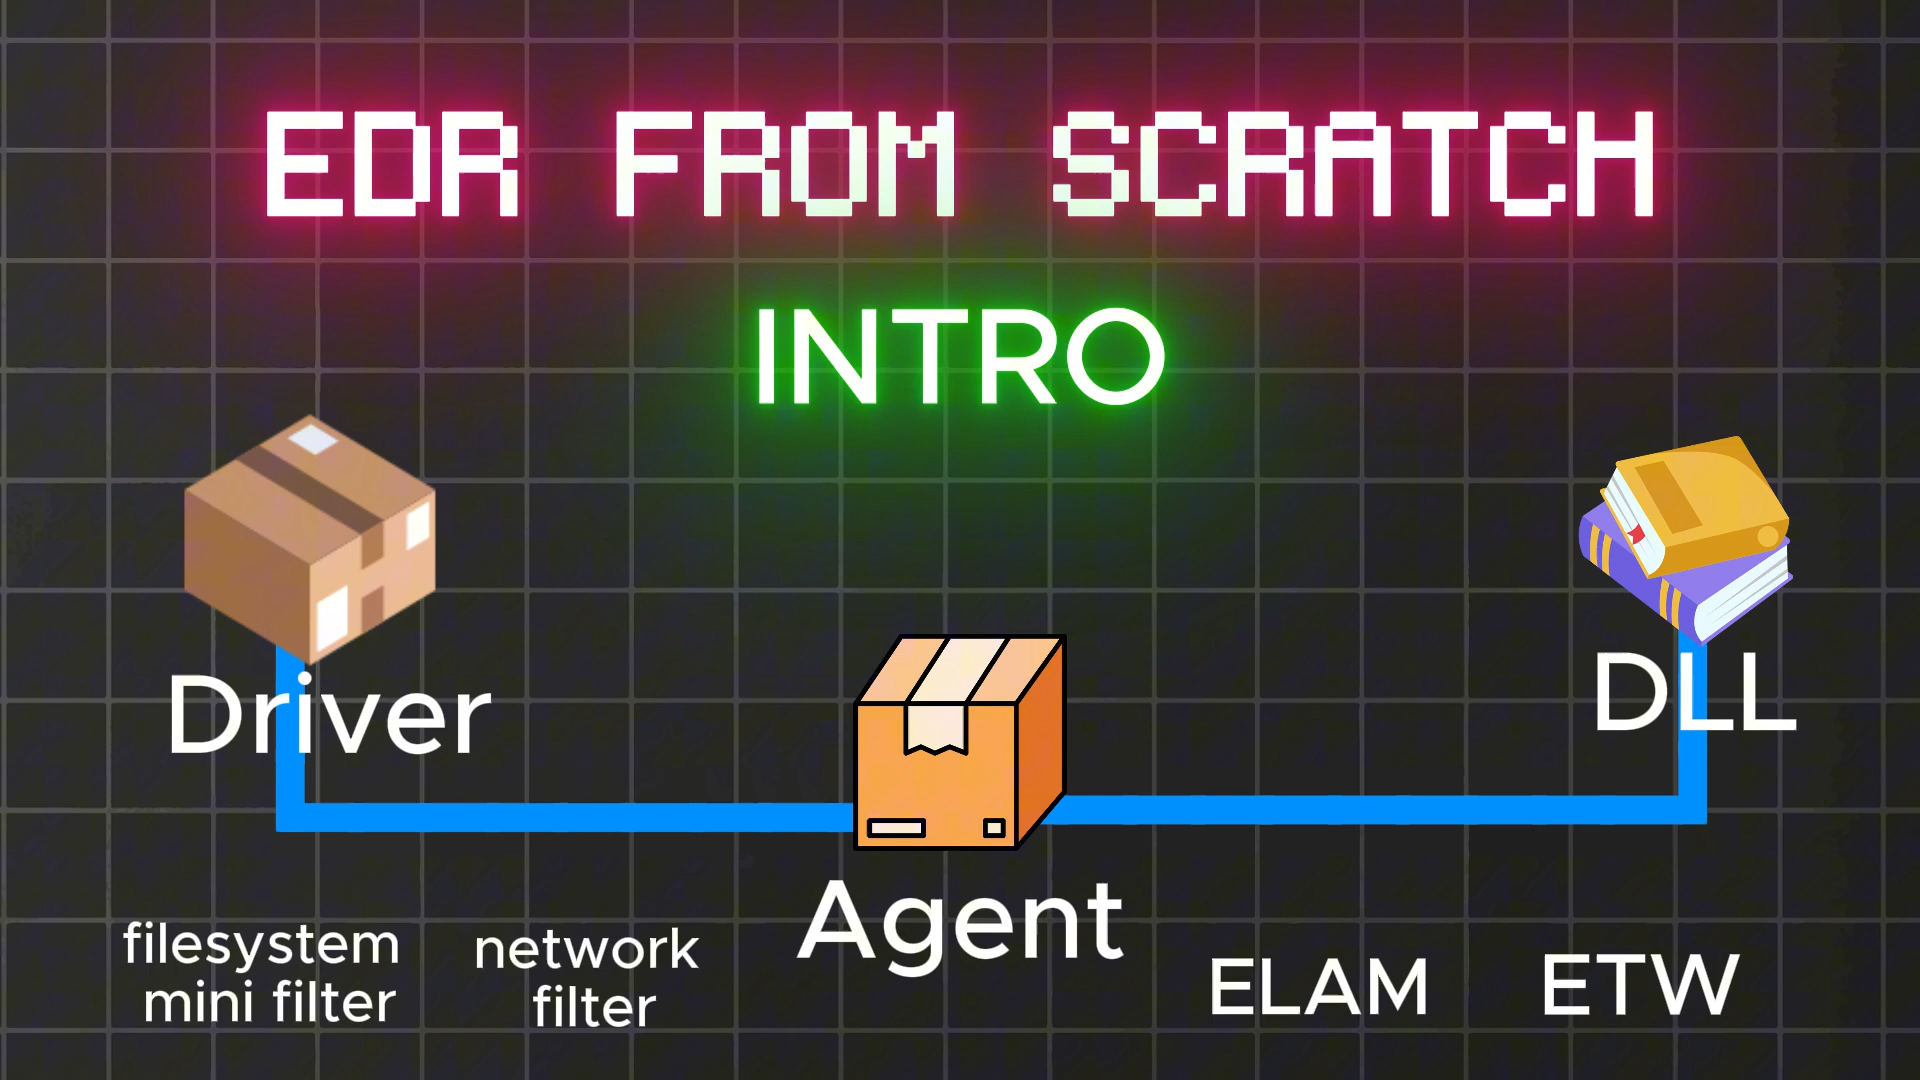 EDR FROM SCRATCH
INTRO
Driver
DLL
Agent
filesystem
mini filter
network
filter
ELAM
ETW